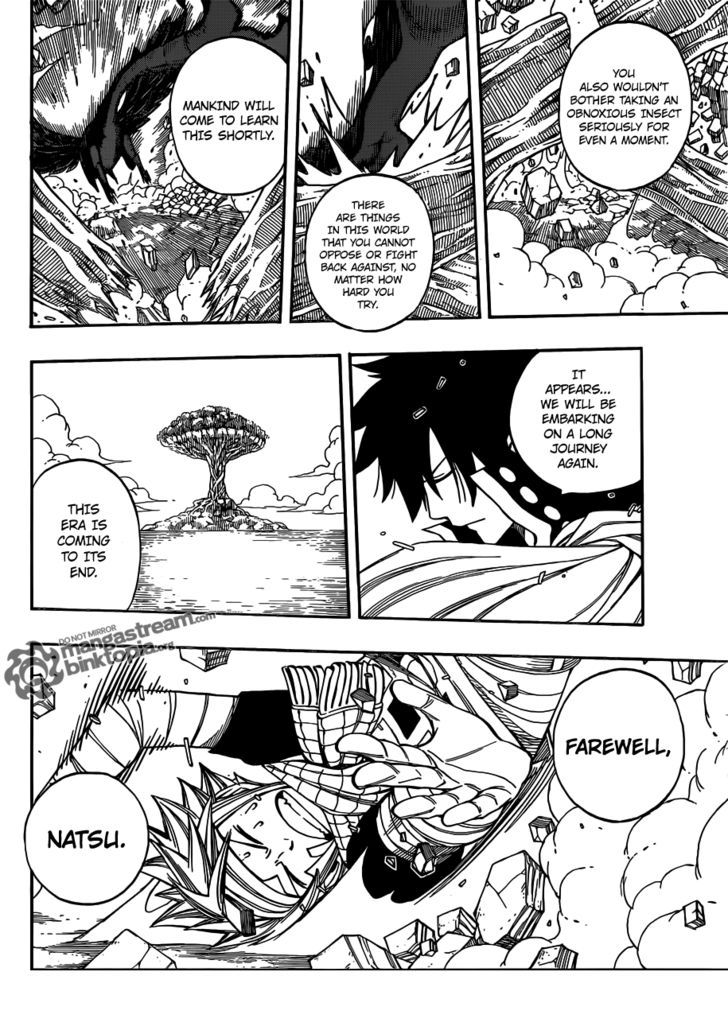 YOU
ALSO WOULDN'T
BOTHER TAKING AN
OBNOXIOUS INSECT
SERIOUSLY FOR
EVEN A MOMENT.
THERE
ARE THINGS
IN THIS WORLD
THAT YOU CANNOT
OPPOSE OR FIGHT
BACK AGAINST, NO
MATTER HOW
HARD YOU
TRY.
MANKIND WILL
COME TO LEARN
THIS SHORTLY.
IT
APPEARS...
WE WILL BE
EMBARKING
ON A LONG
JOURNEY
AGAIN.
THIS
ERA IS
COMING
TO ITS
END.
DO NOT MIRROR
mangastream.com
binktopia.org
FAREWELL,
NATSU.